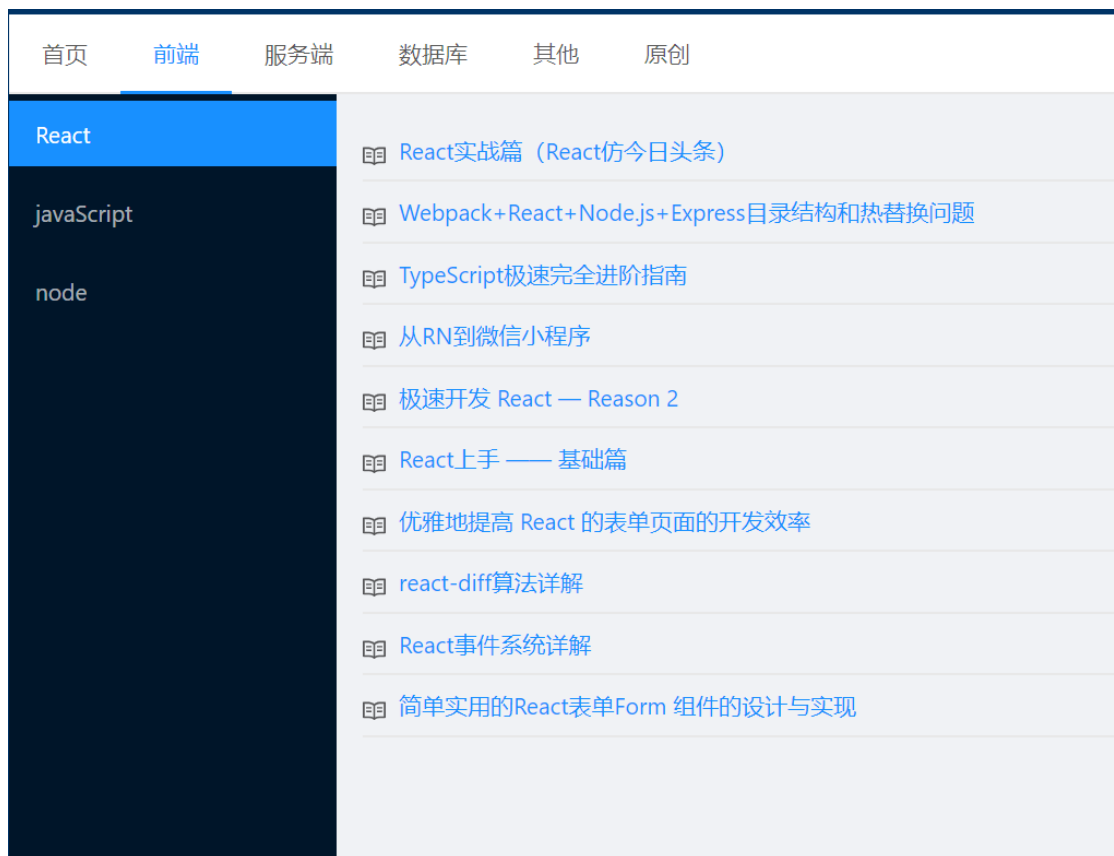 首页 前端 服务端 数据库 其他 原创
React
javaScript
node
React实战篇（React仿今日头条）
Webpack+React+Node.js+Express目录结构和热替换问题
TypeScript极速完全进阶指南
从RN到微信小程序
极速开发 React — Reason 2
React上手 —— 基础篇
优雅地提高 React 的表单页面的开发效率
react-diff算法详解
React事件系统详解
简单实用的React表单Form 组件的设计与实现